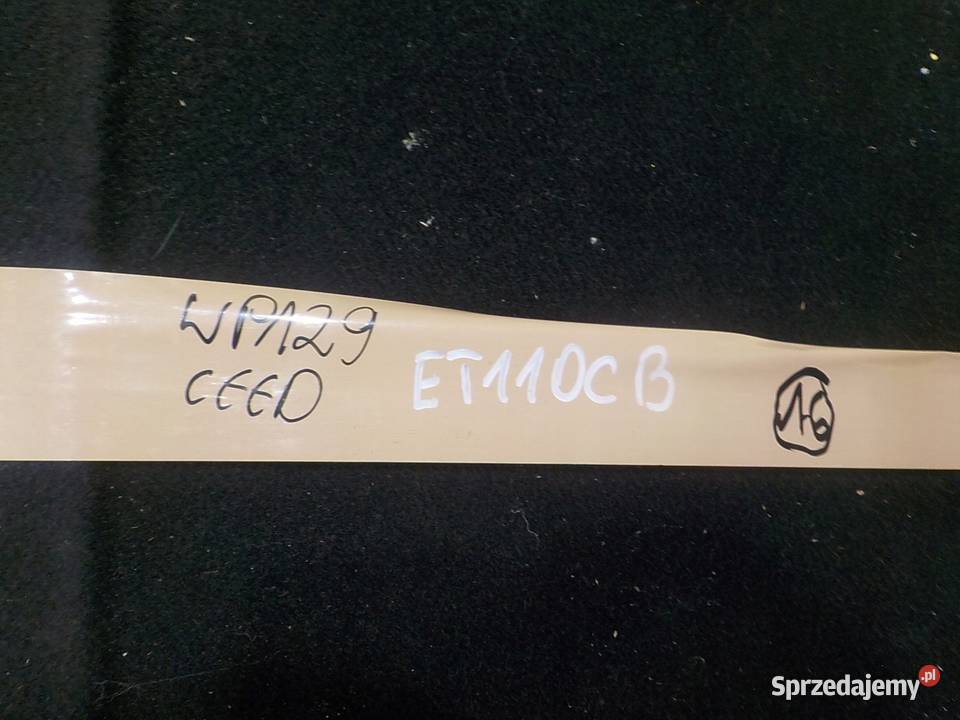 WP129
CEED
ET110CB
16
Sprzedajemy.pl